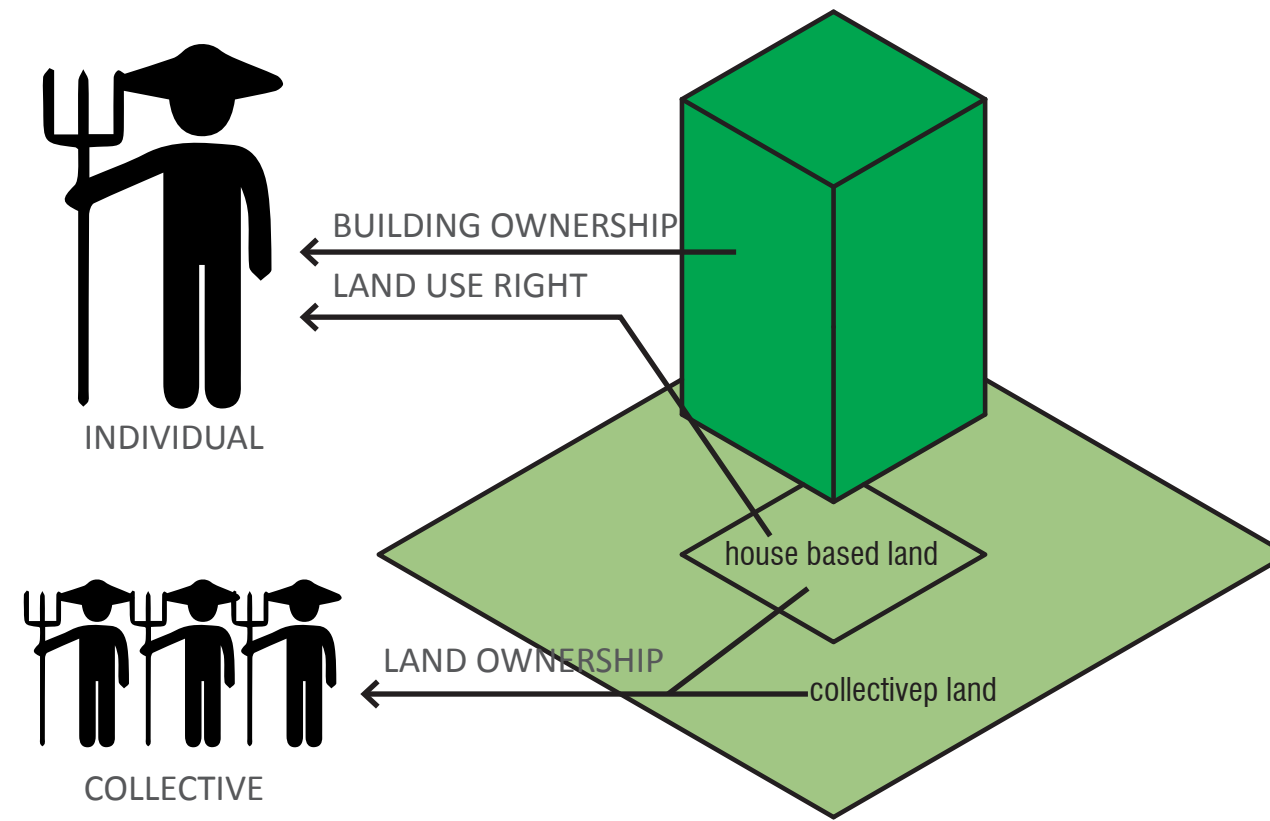 BUILDING OWNERSHIP
LAND USE RIGHT
INDIVIDUAL
house based land
LAND OWNERSHIP
collectivep land
COLLECTIVE